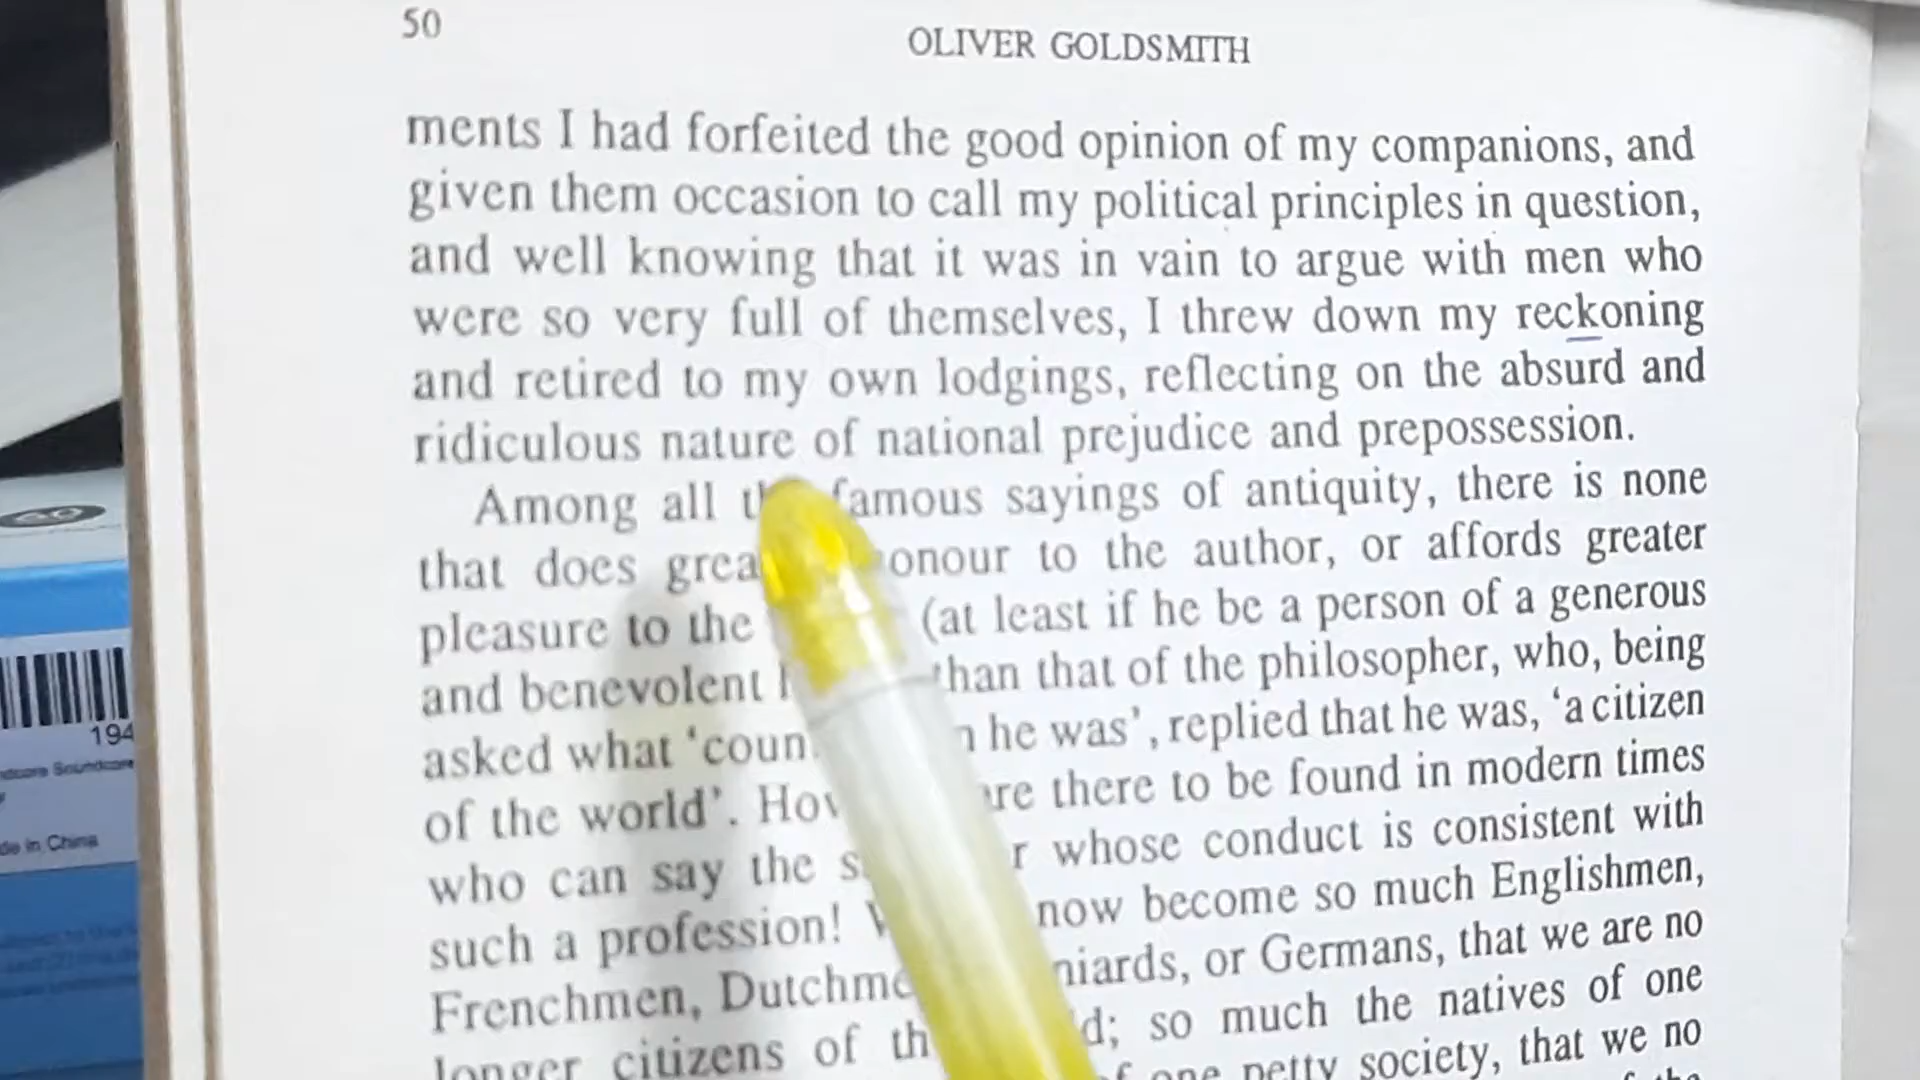 50
OLIVER GOLDSMITH
ments I had forfeited the good opinion of my companions, and
given them occasion to call my political principles in question,
and well knowing that it was in vain to argue with men who
were so very full of themselves, I threw down my reckoning
and retired to my own lodgings, reflecting on the absurd and
ridiculous nature of national prejudice and prepossession.
Among all famous sayings of antiquity, there is none
that does to the author, or affords greater
pleasure to the (at least if he be a person of a generous
and benevolent than that of the philosopher, who, being
asked what he was’, replied that he was, ‘a citizen
of the world’. there to be found in modern times
who can say the whose conduct is consistent with
such a profession! now become so much Englishmen,
Frenchmen, or Germans, that we are no
longer citizens of so much the natives of one
one petty society, that we no
194
de in China